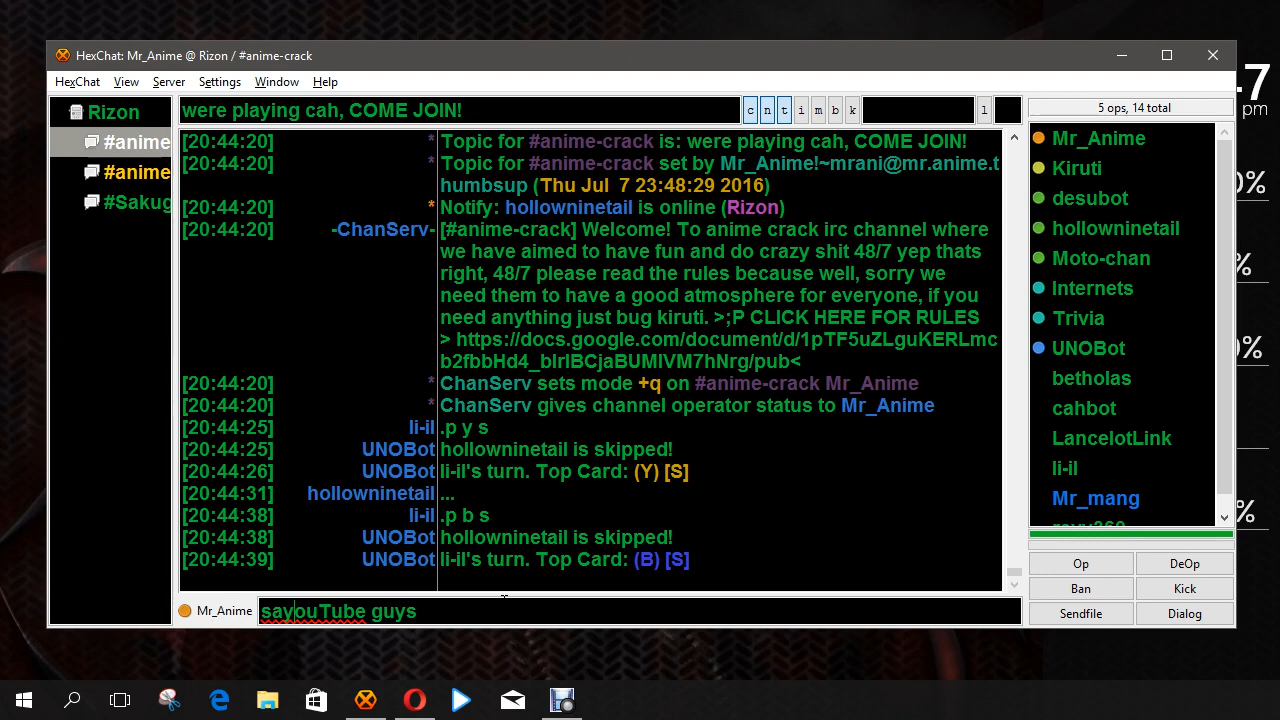 HexChat: Mr_Anime @ Rizon / #anime-crack
HexChat View Server Settings Window Help
Rizon
#anime
#anime
#Sakug
were playing cah, COME JOIN!
c n t i m b k l
[20:44:20] * Topic for #anime-crack is: were playing cah, COME JOIN!
[20:44:20] * Topic for #anime-crack set by Mr_Anime!~mrani@mr.anime.t
humbsup (Thu Jul 7 23:48:29 2016)
[20:44:20] * Notify: hollowninetail is online (Rizon)
[20:44:20] -ChanServ- [#anime-crack] Welcome! To anime crack irc channel where
we have aimed to have fun and do crazy shit 48/7 yep thats
right, 48/7 please read the rules because well, sorry we
need them to have a good atmosphere for everyone, if you
need anything just bug kiruti. >;P CLICK HERE FOR RULES
> https://docs.google.com/document/d/1pTF5uZLguKERLmc
b2fbbHd4_blrlBCjaBUMlVM7hNrg/pub<
[20:44:20] * ChanServ sets mode +q on #anime-crack Mr_Anime
[20:44:20] * ChanServ gives channel operator status to Mr_Anime
[20:44:25] li-il .p y s
[20:44:25] UNOBot hollowninetail is skipped!
[20:44:26] UNOBot li-il's turn. Top Card: (Y) [S]
[20:44:31] hollowninetail ...
[20:44:38] li-il .p b s
[20:44:38] UNOBot hollowninetail is skipped!
[20:44:39] UNOBot li-il's turn. Top Card: (B) [S]
Mr_Anime sayouTube guys
5 ops, 14 total
Mr_Anime
Kiruti
desubot
hollowninetail
Moto-chan
Internets
Trivia
UNOBot
betholas
cahbot
LancelotLink
li-il
Mr_mang
Op DeOp
Ban Kick
Sendfile Dialog
7
pm
0%
%
0%
%